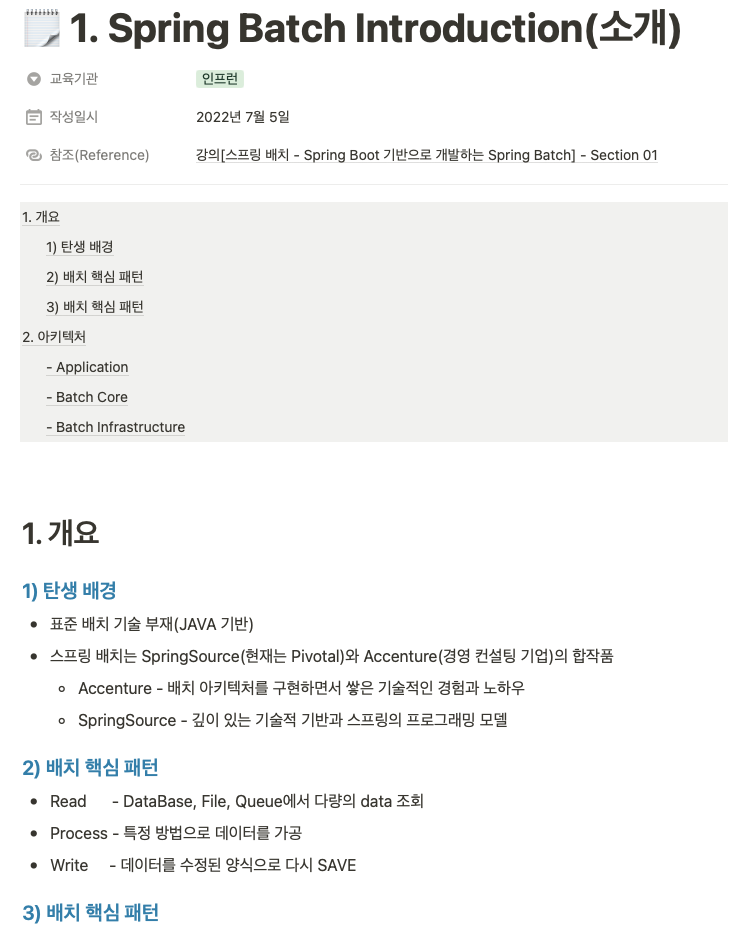 1. Spring Batch Introduction(소개)
교육기관 인프런
작성일시 2022년 7월 5일
참조(Reference) 강의[스프링 배치 - Spring Boot 기반으로 개발하는 Spring Batch] - Section 01
1. 개요
1) 탄생 배경
2) 배치 핵심 패턴
3) 배치 핵심 패턴
2. 아키텍처
- Application
- Batch Core
- Batch Infrastructure
1. 개요
1) 탄생 배경
• 표준 배치 기술 부재(JAVA 기반)
• 스프링 배치는 SpringSource(현재는 Pivotal)와 Accenture(경영 컨설팅 기업)의 합작품
◦ Accenture - 배치 아키텍처를 구현하면서 쌓은 기술적인 경험과 노하우
◦ SpringSource - 깊이 있는 기술적 기반과 스프링의 프로그래밍 모델
2) 배치 핵심 패턴
• Read - DataBase, File, Queue에서 다량의 data 조회
• Process - 특정 방법으로 데이터를 가공
• Write - 데이터를 수정된 양식으로 다시 SAVE
3) 배치 핵심 패턴